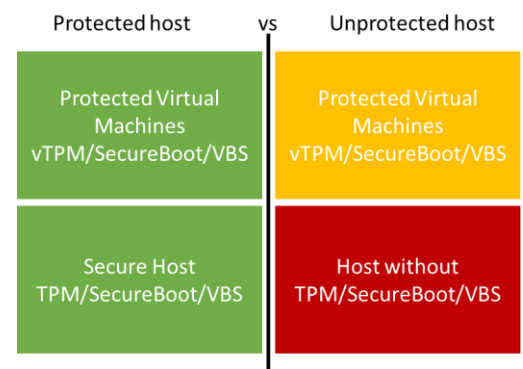 Protected host vs Unprotected host
Protected Virtual
Machines
vTPM/SecureBoot/VBS
Protected Virtual
Machines
vTPM/SecureBoot/VBS
Secure Host
TPM/SecureBoot/VBS
Host without
TPM/SecureBoot/VBS